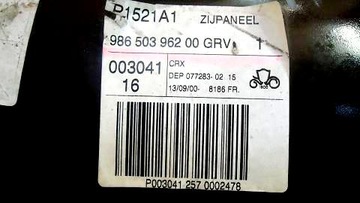 P1521A1 ZIJPANEEL
986 503 962 00 GRV 1
003041
16
CRX
DEP 077283-02 15
13/09/00- 8186 FR.
P003041 257 0002478